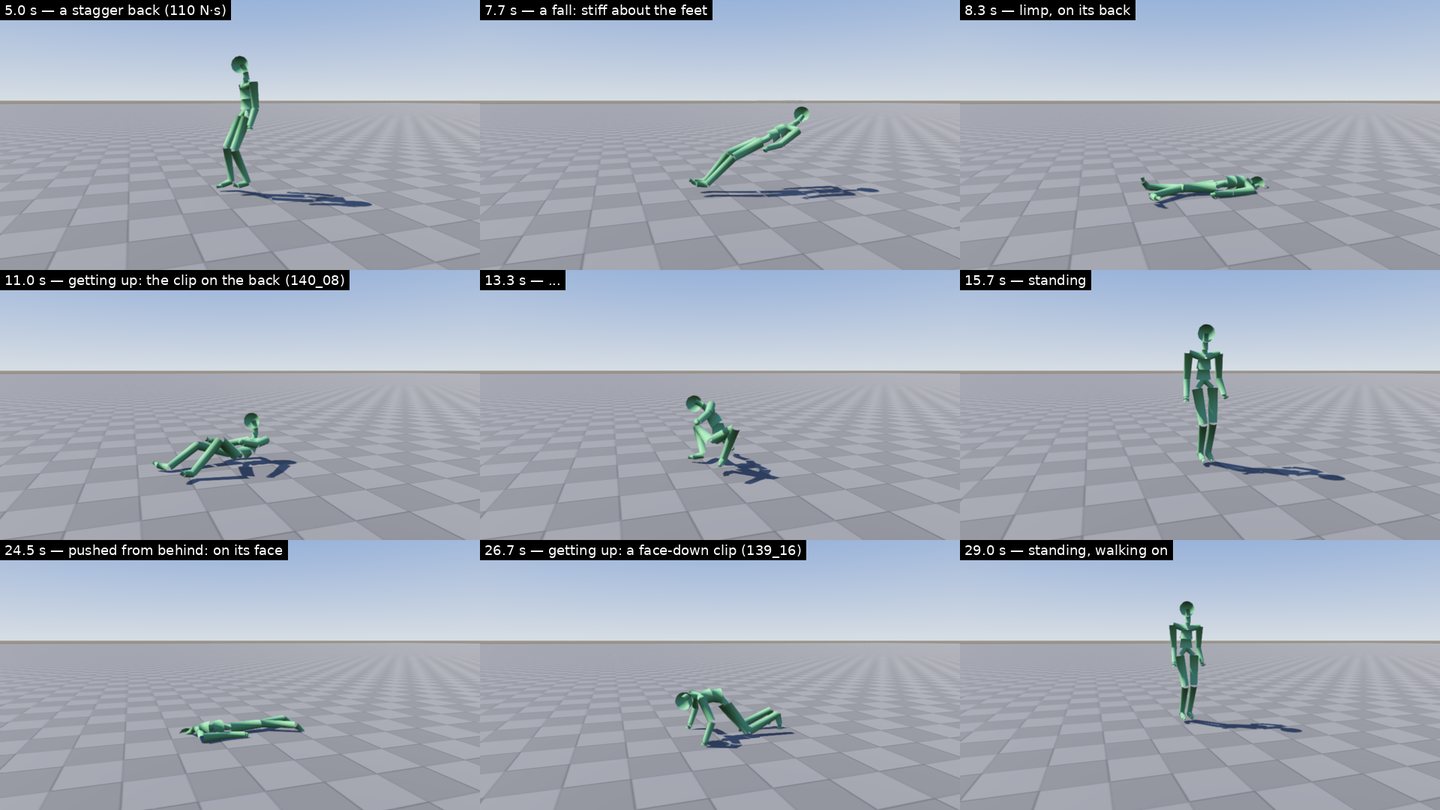 5.0 s — a stagger back (110 N·s)
7.7 s — a fall: stiff about the feet
8.3 s — limp, on its back
11.0 s — getting up: the clip on the back (140_08)
13.3 s — ...
15.7 s — standing
24.5 s — pushed from behind: on its face
26.7 s — getting up: a face-down clip (139_16)
29.0 s — standing, walking on